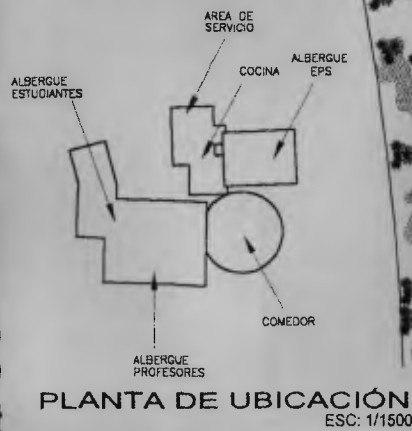 AREA DE
SERVICIO
COCINA
ALBERGUE
EPS
ALBERGUE
ESTUDIANTES
COMEDOR
ALBERGUE
PROFESORES
PLANTA DE UBICACIÓN
ESC: 1/1500